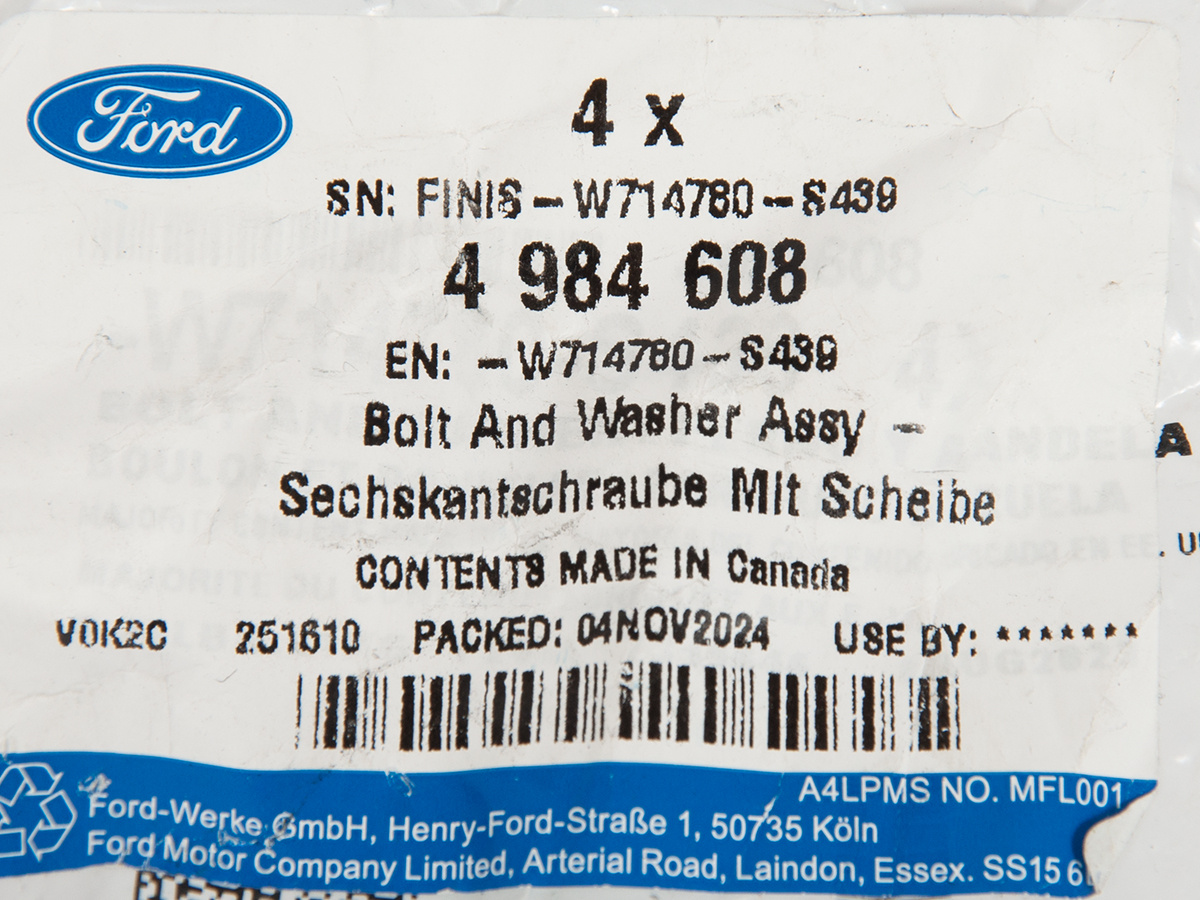 Ford
4 x
SN: FINIS-W714780-S439
4 984 608
EN: -W714780-S439
Bolt And Washer Assy -
Sechskantschraube Mit Scheibe
CONTENTS MADE IN Canada
V0K2C 251610 PACKED: 04NOV2024 USE BY: *******
A4LPMS NO. MFL001
Ford-Werke GmbH, Henry-Ford-Straße 1, 50735 Köln
Ford Motor Company Limited, Arterial Road, Laindon, Essex. SS15 6